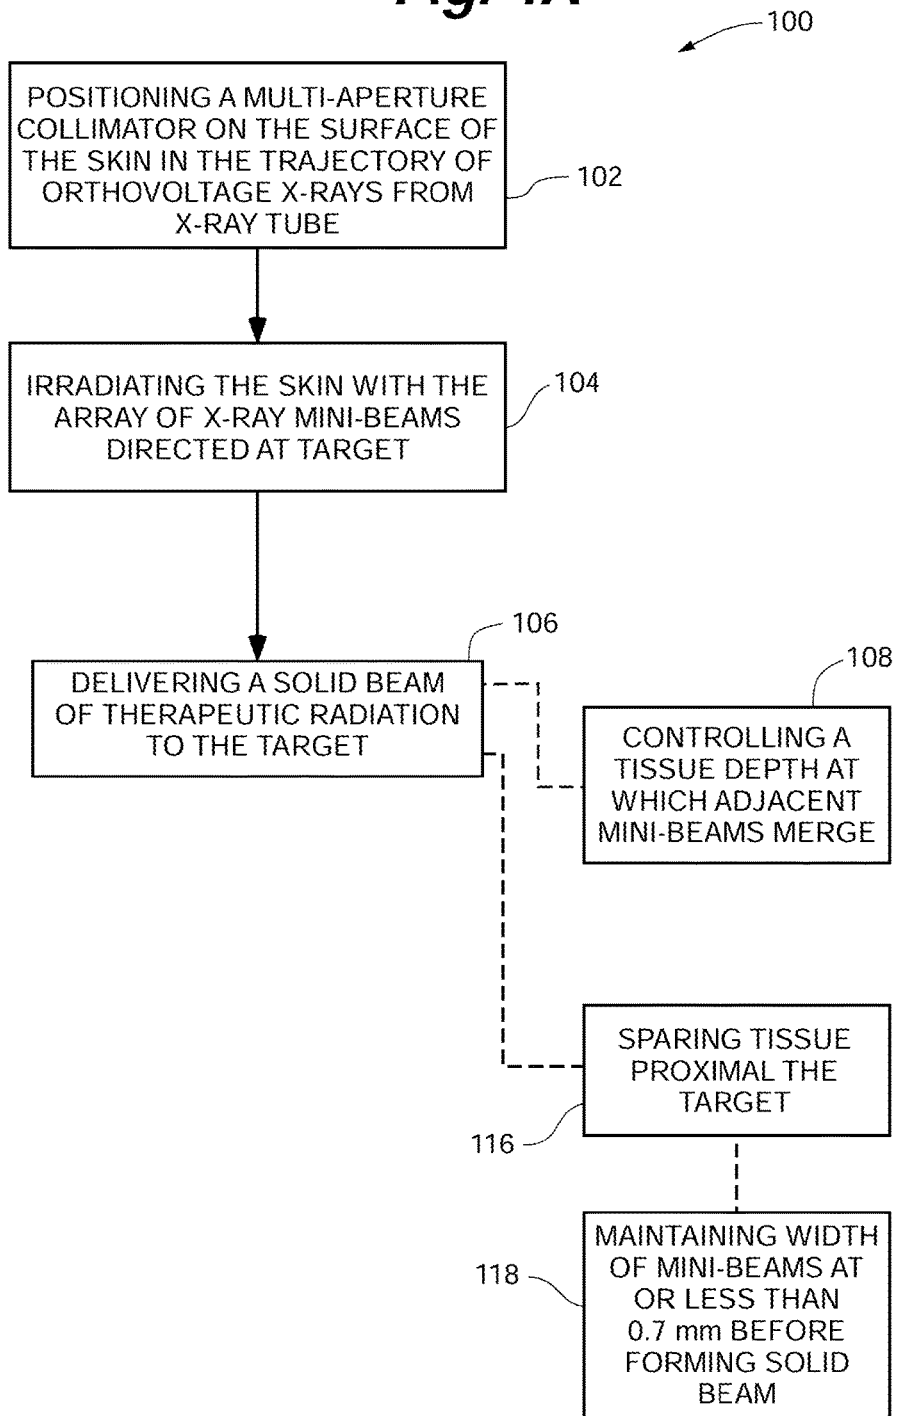 100
POSITIONING A MULTI-APERTURE
COLLIMATOR ON THE SURFACE OF
THE SKIN IN THE TRAJECTORY OF
ORTHOVOLTAGE X-RAYS FROM
X-RAY TUBE
102
IRRADIATING THE SKIN WITH THE
ARRAY OF X-RAY MINI-BEAMS
DIRECTED AT TARGET
104
106
DELIVERING A SOLID BEAM
OF THERAPEUTIC RADIATION
TO THE TARGET
108
CONTROLLING A
TISSUE DEPTH AT
WHICH ADJACENT
MINI-BEAMS MERGE
SPARING TISSUE
PROXIMAL THE
TARGET
116
MAINTAINING WIDTH
OF MINI-BEAMS AT
OR LESS THAN
0.7 mm BEFORE
FORMING SOLID
BEAM
118